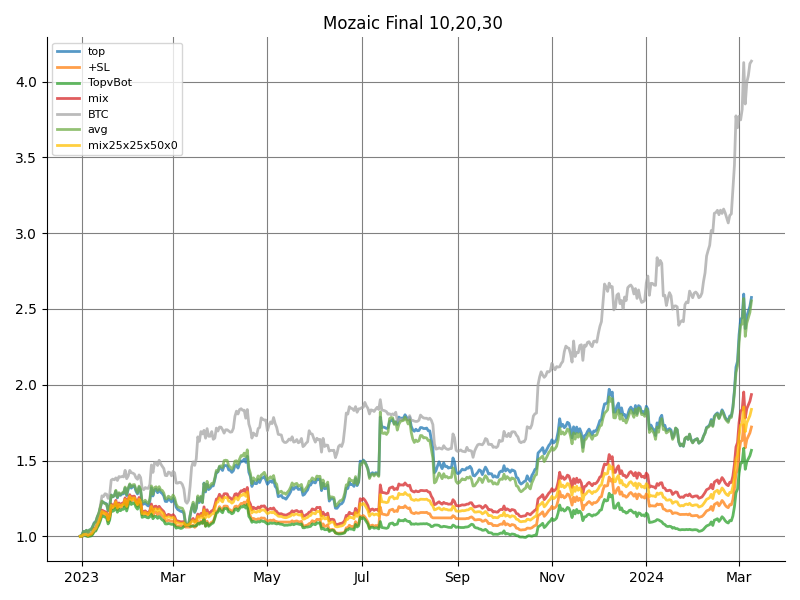 Mozaic Final 10,20,30
top
+SL
TopvBot
mix
BTC
avg
mix25x25x50x0
4.0
3.5
3.0
2.5
2.0
1.5
1.0
2023 Mar May Jul Sep Nov 2024 Mar